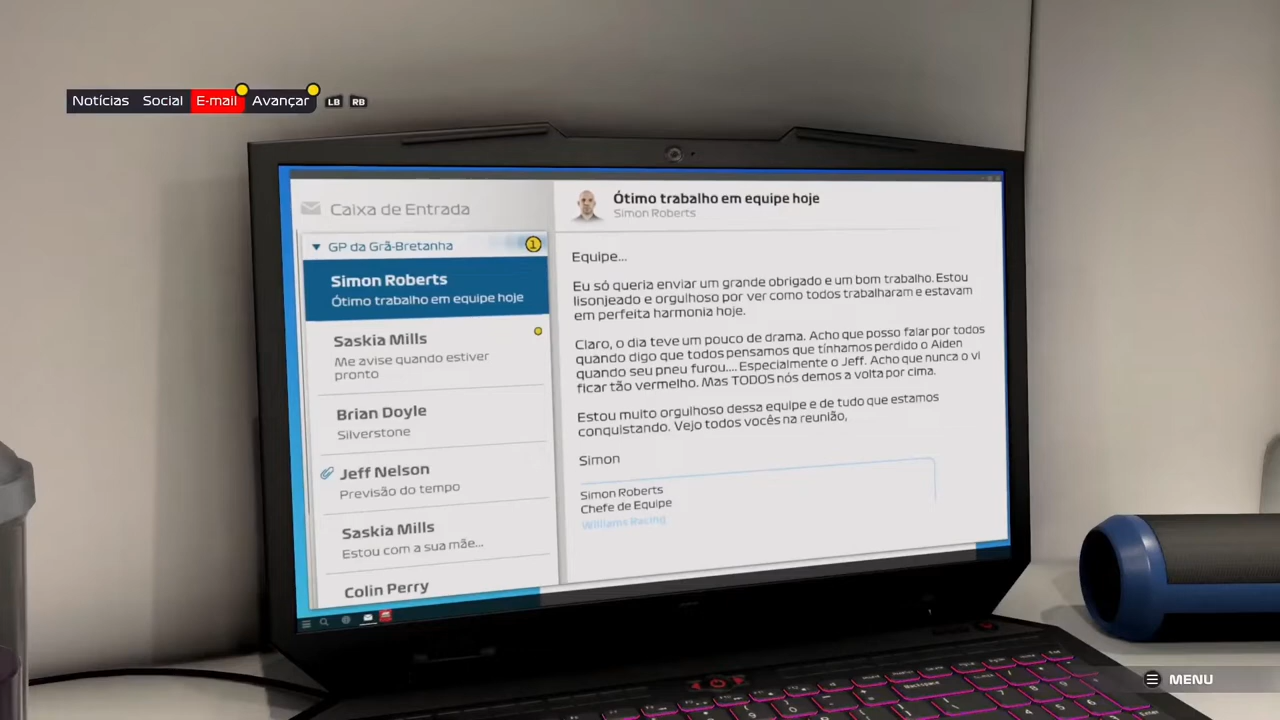 Notícias Social E-mail Avançar LB RB
Caixa de Entrada
GP da Grã-Bretanha 1
Simon Roberts
Ótimo trabalho em equipe hoje
Saskia Mills
Me avise quando estiver
pronto
Brian Doyle
Silverstone
Jeff Nelson
Previsão do tempo
Saskia Mills
Estou com a sua mãe...
Colin Perry
Ótimo trabalho em equipe hoje
Simon Roberts
Equipe...
Eu só queria enviar um grande obrigado e um bom trabalho. Estou
lisonjeado e orgulhoso por ver como todos trabalharam e estavam
em perfeita harmonia hoje.
Claro, o dia teve um pouco de drama. Acho que posso falar por todos
quando digo que todos pensamos que tínhamos perdido o Aiden
quando seu pneu furou.... Especialmente o Jeff. Acho que nunca o vi
ficar tão vermelho. Mas TODOS nós demos a volta por cima.
Estou muito orgulhoso dessa equipe e de tudo que estamos
conquistando. Vejo todos vocês na reunião,
Simon
Simon Roberts
Chefe de Equipe
Williams Racing
Backspace
MENU